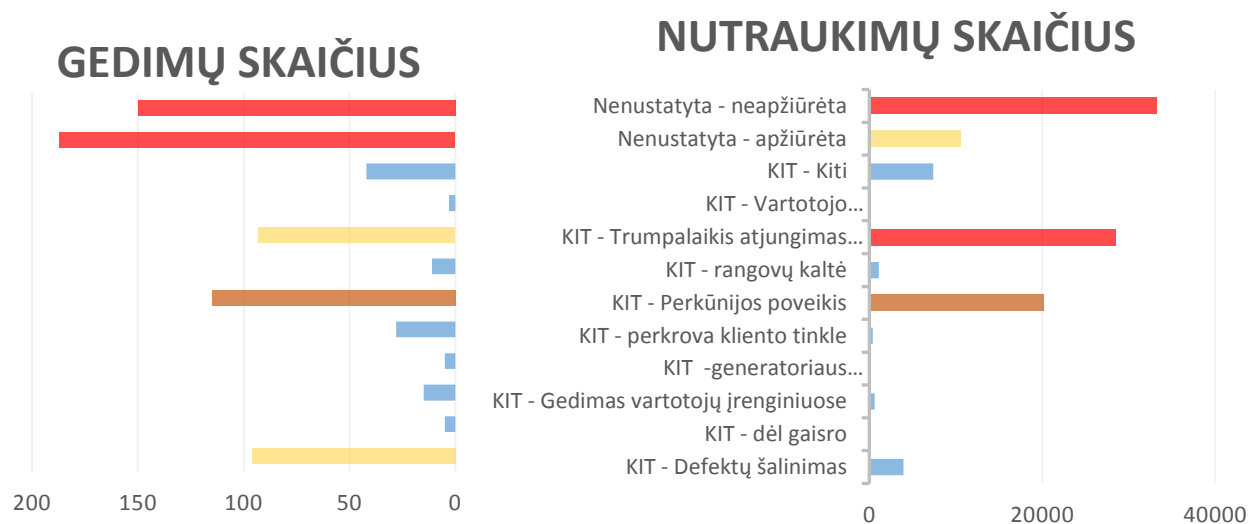 GEDIMŲ SKAIČIUS
200 150 100 50 0
NUTRAUKIMŲ SKAIČIUS
Nenustatyta - neapžiūrėta
Nenustatyta - apžiūrėta
KIT - Kiti
KIT - Vartotojo...
KIT - Trumpalaikis atjungimas...
KIT - rangovų kaltė
KIT - Perkūnijos poveikis
KIT - perkrova kliento tinkle
KIT -generatoriaus...
KIT - Gedimas vartotojų įrenginiuose
KIT - dėl gaisro
KIT - Defektų šalinimas
0 20000 40000